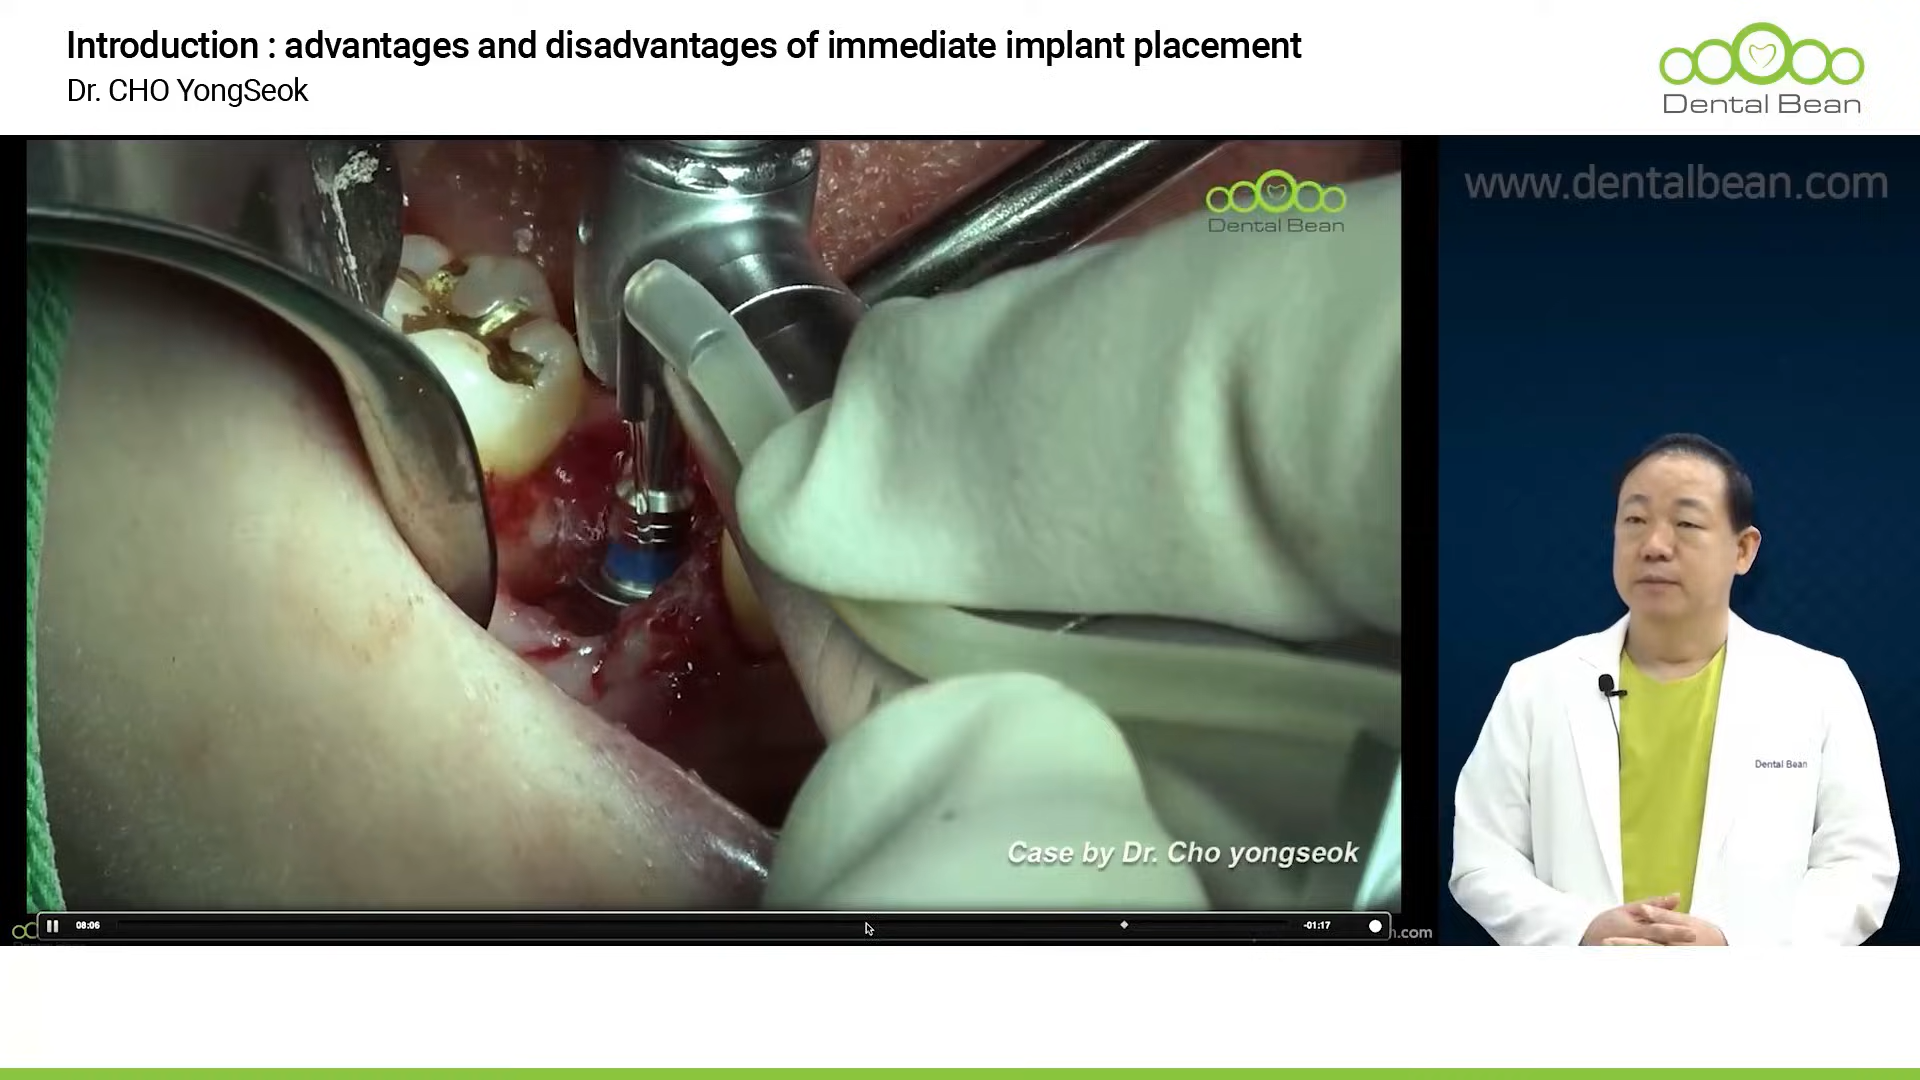 Introduction : advantages and disadvantages of immediate implant placement
Dr. CHO YongSeok
Dental Bean
www.dentalbean.com
Dental Bean
Dental Bean
Case by Dr. Cho yongseok
08:06
-01:17
n.com